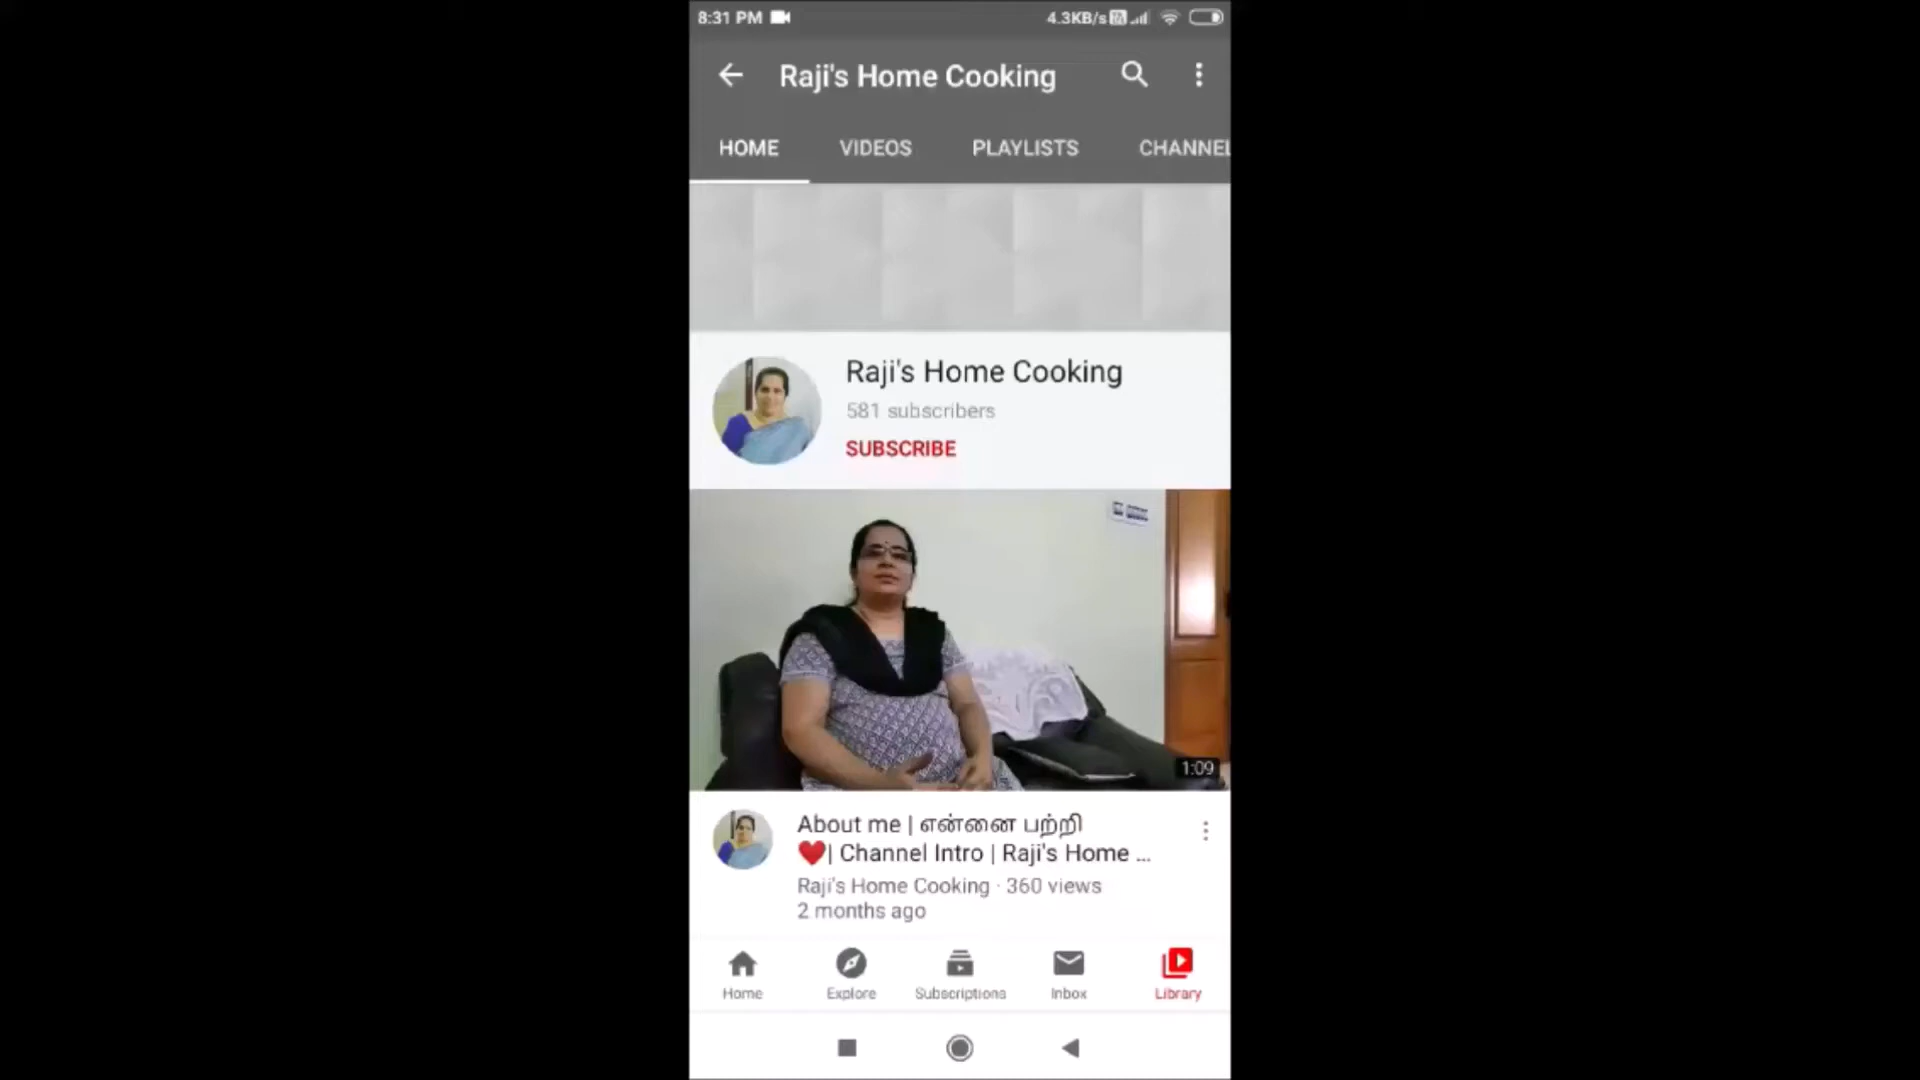 8:31 PM 4.3KB/s
Raji's Home Cooking
HOME VIDEOS PLAYLISTS CHANNEL
Raji's Home Cooking
581 subscribers
SUBSCRIBE
1:09
About me | என்னை பற்றி
❤️| Channel Intro | Raji's Home ...
Raji's Home Cooking · 360 views
2 months ago
Home Explore Subscriptions Inbox Library